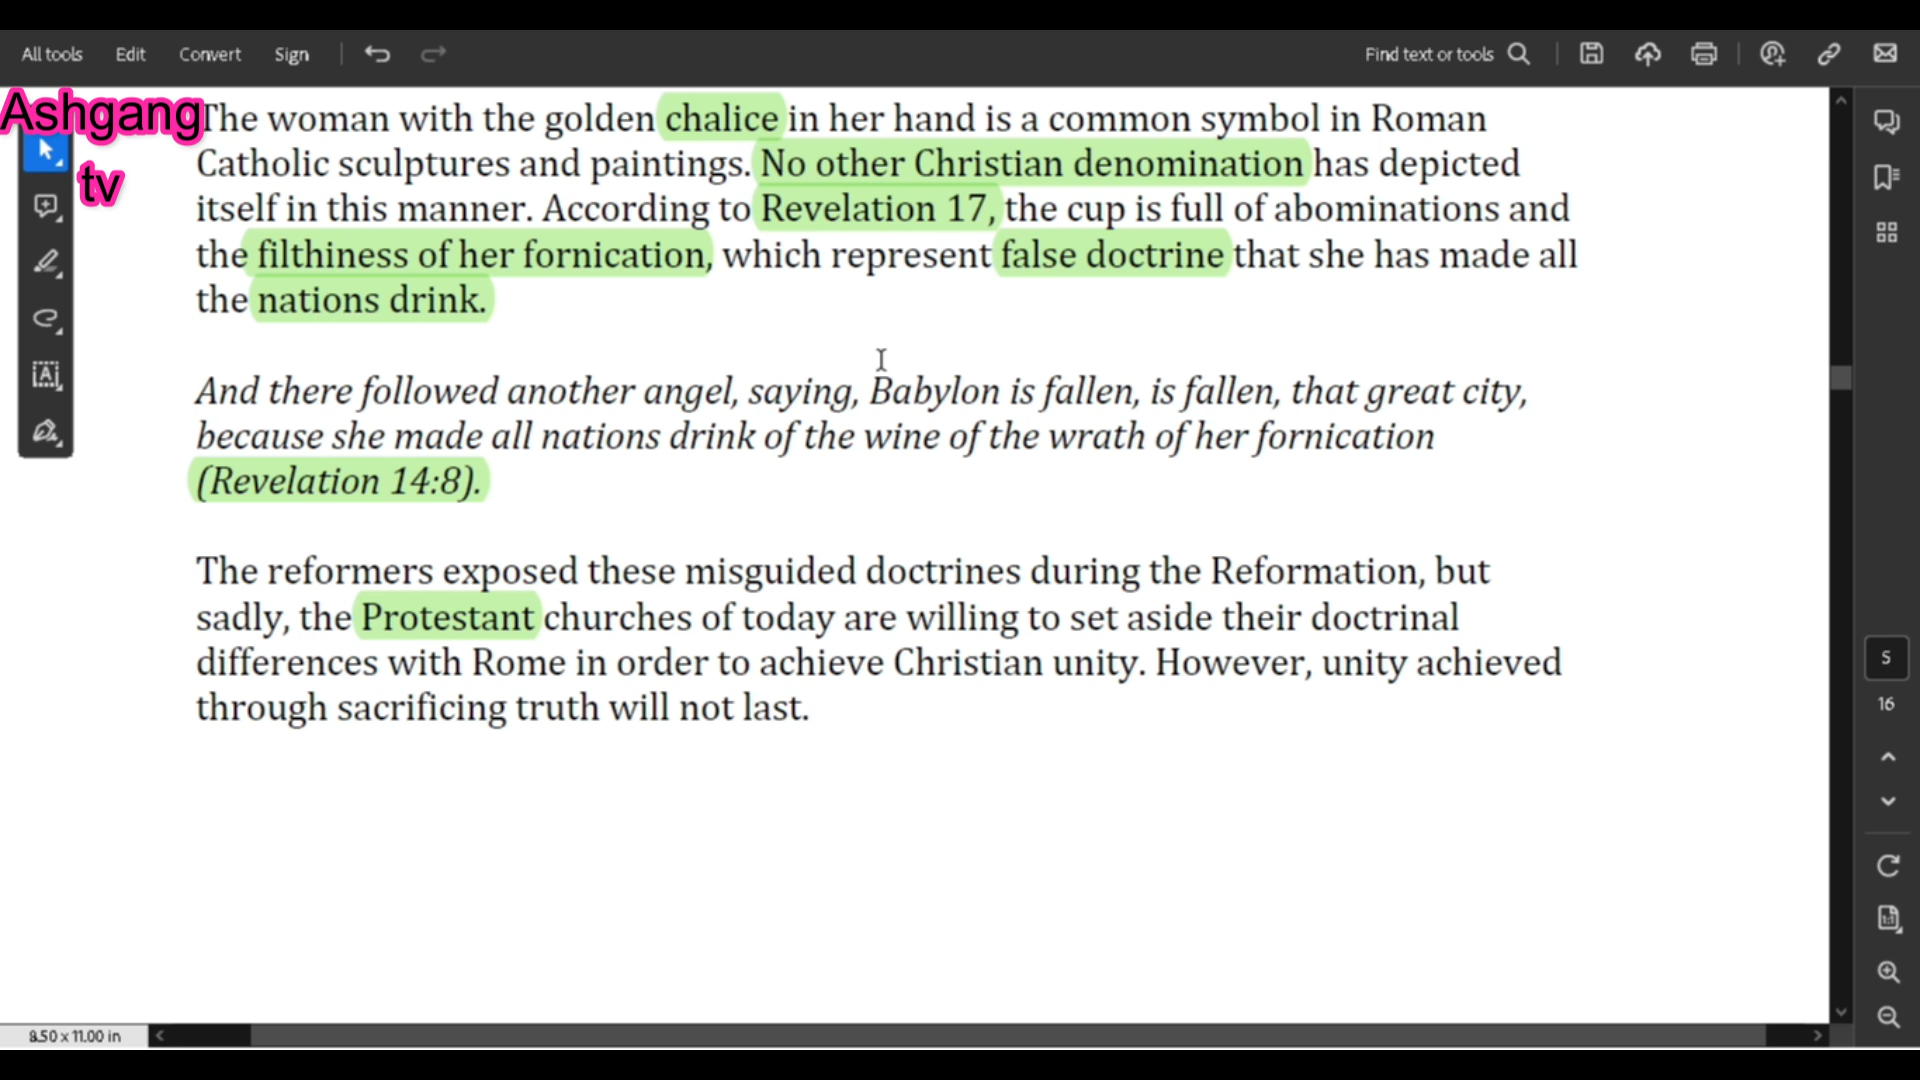 All tools Edit Convert Sign Find text or tools
Ashgang
tv
The woman with the golden chalice in her hand is a common symbol in Roman
Catholic sculptures and paintings. No other Christian denomination has depicted
itself in this manner. According to Revelation 17, the cup is full of abominations and
the filthiness of her fornication, which represent false doctrine that she has made all
the nations drink.
And there followed another angel, saying, Babylon is fallen, is fallen, that great city,
because she made all nations drink of the wine of the wrath of her fornication
(Revelation 14:8).
The reformers exposed these misguided doctrines during the Reformation, but
sadly, the Protestant churches of today are willing to set aside their doctrinal
differences with Rome in order to achieve Christian unity. However, unity achieved
through sacrificing truth will not last.
5
16
8.50 x 11.00 in